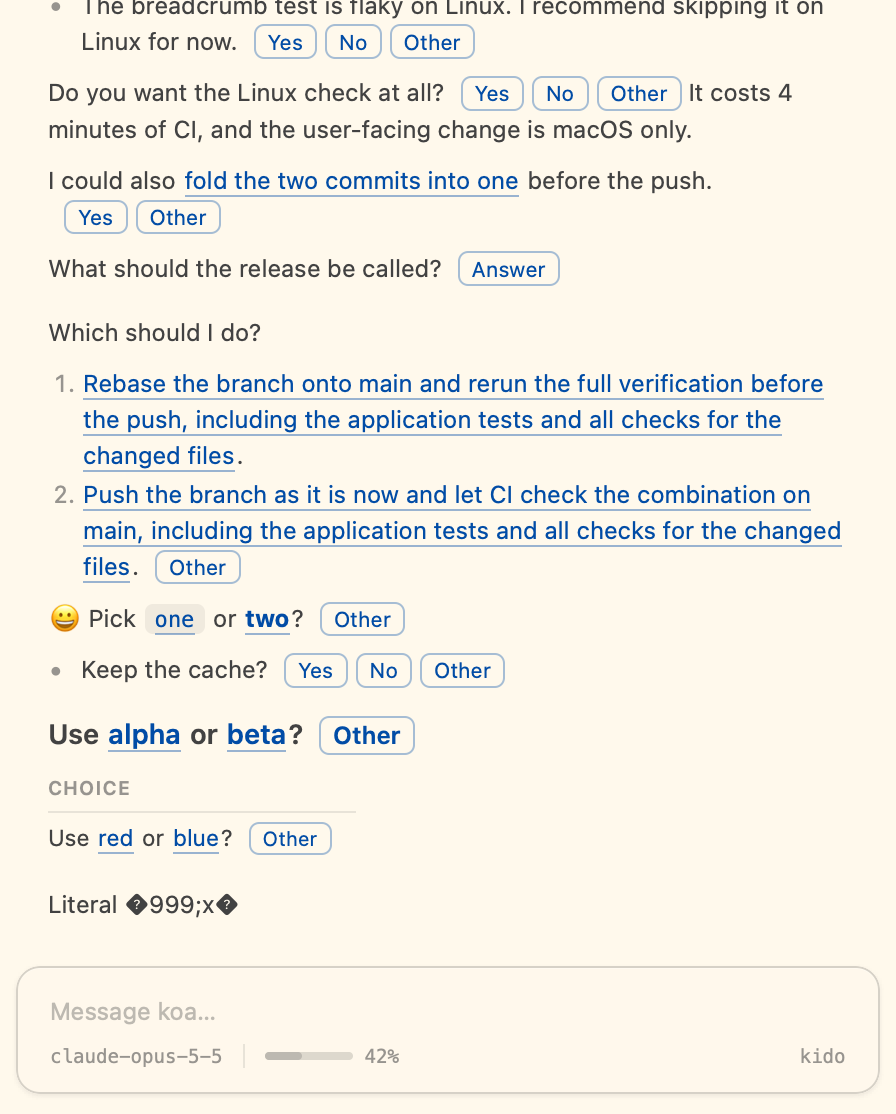 The breadcrumb test is flaky on Linux. I recommend skipping it on
Linux for now. Yes No Other
Do you want the Linux check at all? Yes No Other It costs 4
minutes of CI, and the user-facing change is macOS only.
I could also fold the two commits into one before the push.
Yes Other
What should the release be called? Answer
Which should I do?
1. Rebase the branch onto main and rerun the full verification before
the push, including the application tests and all checks for the
changed files.
2. Push the branch as it is now and let CI check the combination on
main, including the application tests and all checks for the changed
files. Other
😀 Pick one or two? Other
• Keep the cache? Yes No Other
Use alpha or beta? Other
CHOICE
Use red or blue? Other
Literal �999;x�
Message koa...
claude-opus-5-5 42% kido